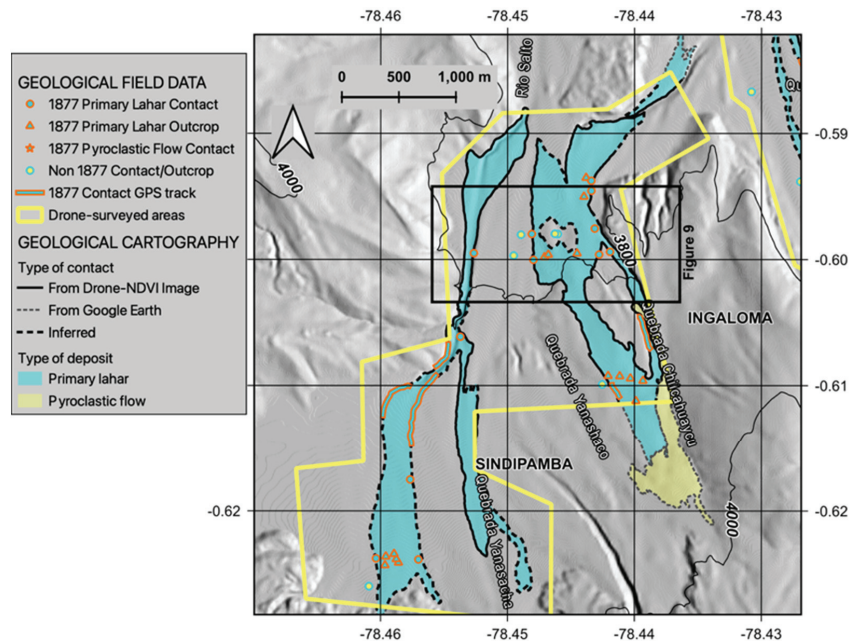 -78.46 -78.45 -78.44 -78.43
GEOLOGICAL FIELD DATA
1877 Primary Lahar Contact
1877 Primary Lahar Outcrop
1877 Pyroclastic Flow Contact
Non 1877 Contact/Outcrop
1877 Contact GPS track
Drone-surveyed areas
GEOLOGICAL CARTOGRAPHY
Type of contact
From Drone-NDVI Image
From Google Earth
Inferred
Type of deposit
Primary lahar
Pyroclastic flow
0 500 1,000 m
Rio Salto
Qu
-0.59
4000
3800
Figure 9
-0.60
INGALOMA
Quebrada Chilcahuaycu
Quebrada Yanashaco
-0.61
SINDIPAMBA
Quebrada Yanasacha
4000
-0.62 -0.62
-78.46 -78.45 -78.44 -78.43